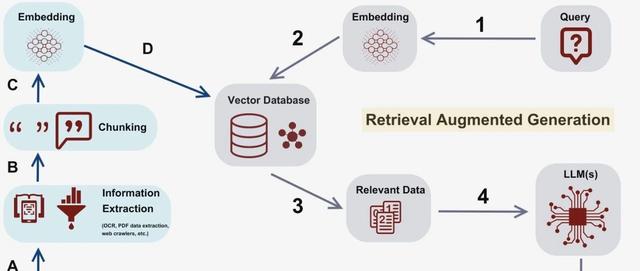 Embedding
D
2
Embedding
1
Query
C
“ ” ” Chunking
Vector Database
Retrieval Augmented Generation
B
Information
Extraction
(OCR, PDF data extraction,
web crawlers, etc.)
3
Relevant Data
4
LLM(s)
A